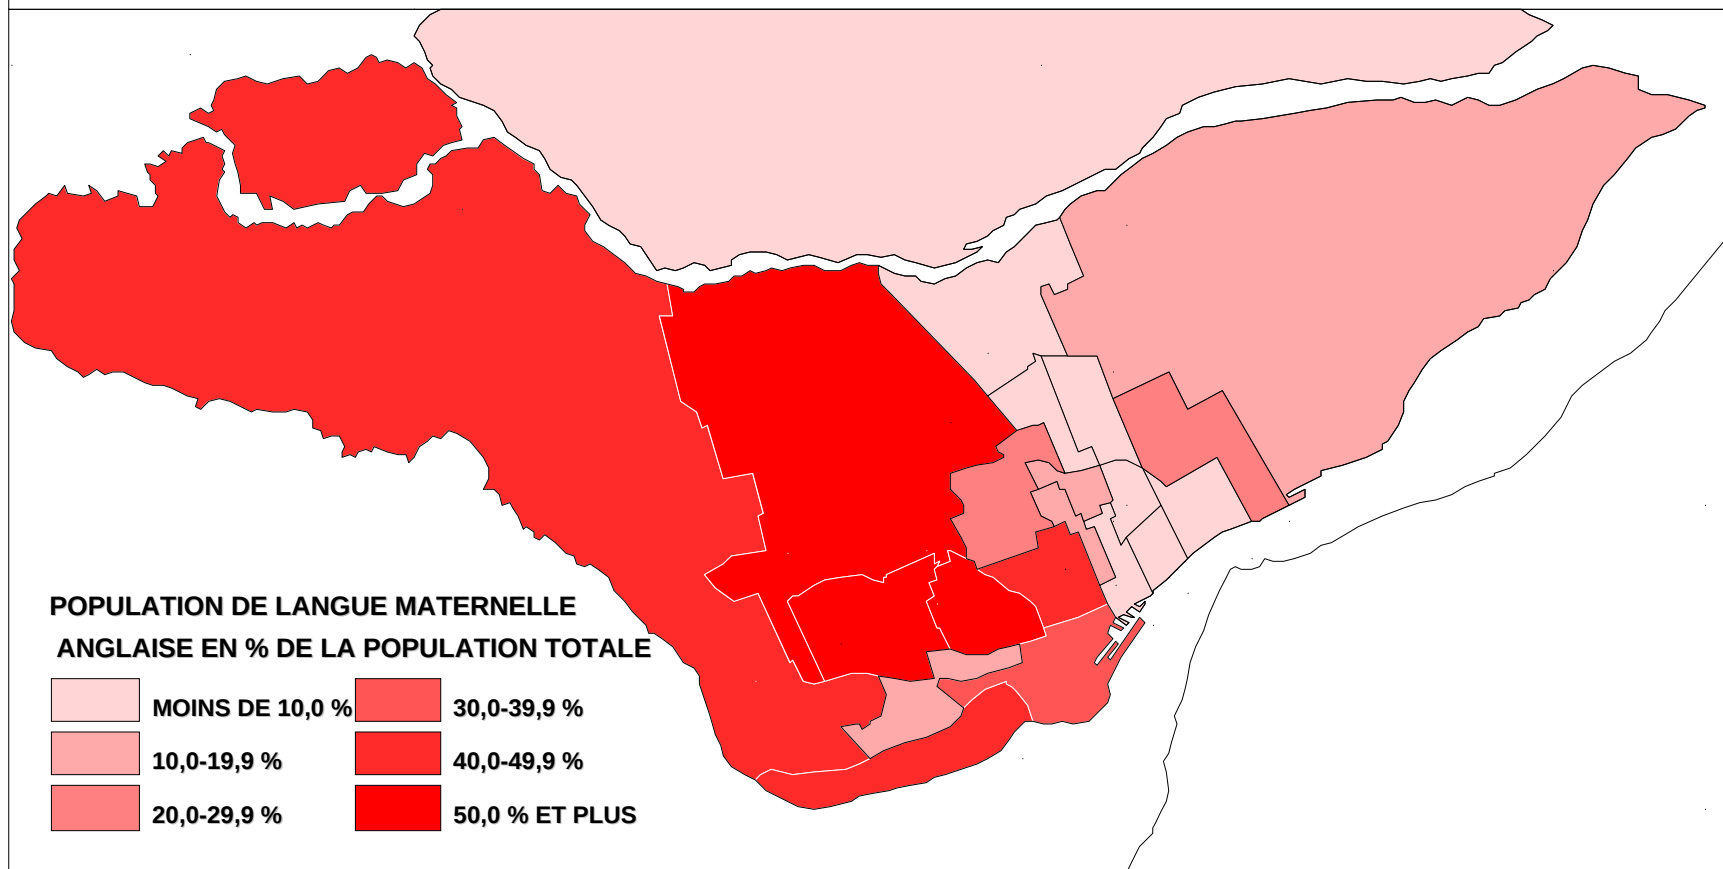 POPULATION DE LANGUE MATERNELLE
ANGLAISE EN % DE LA POPULATION TOTALE
MOINS DE 10,0 %
10,0-19,9 %
20,0-29,9 %
30,0-39,9 %
40,0-49,9 %
50,0 % ET PLUS